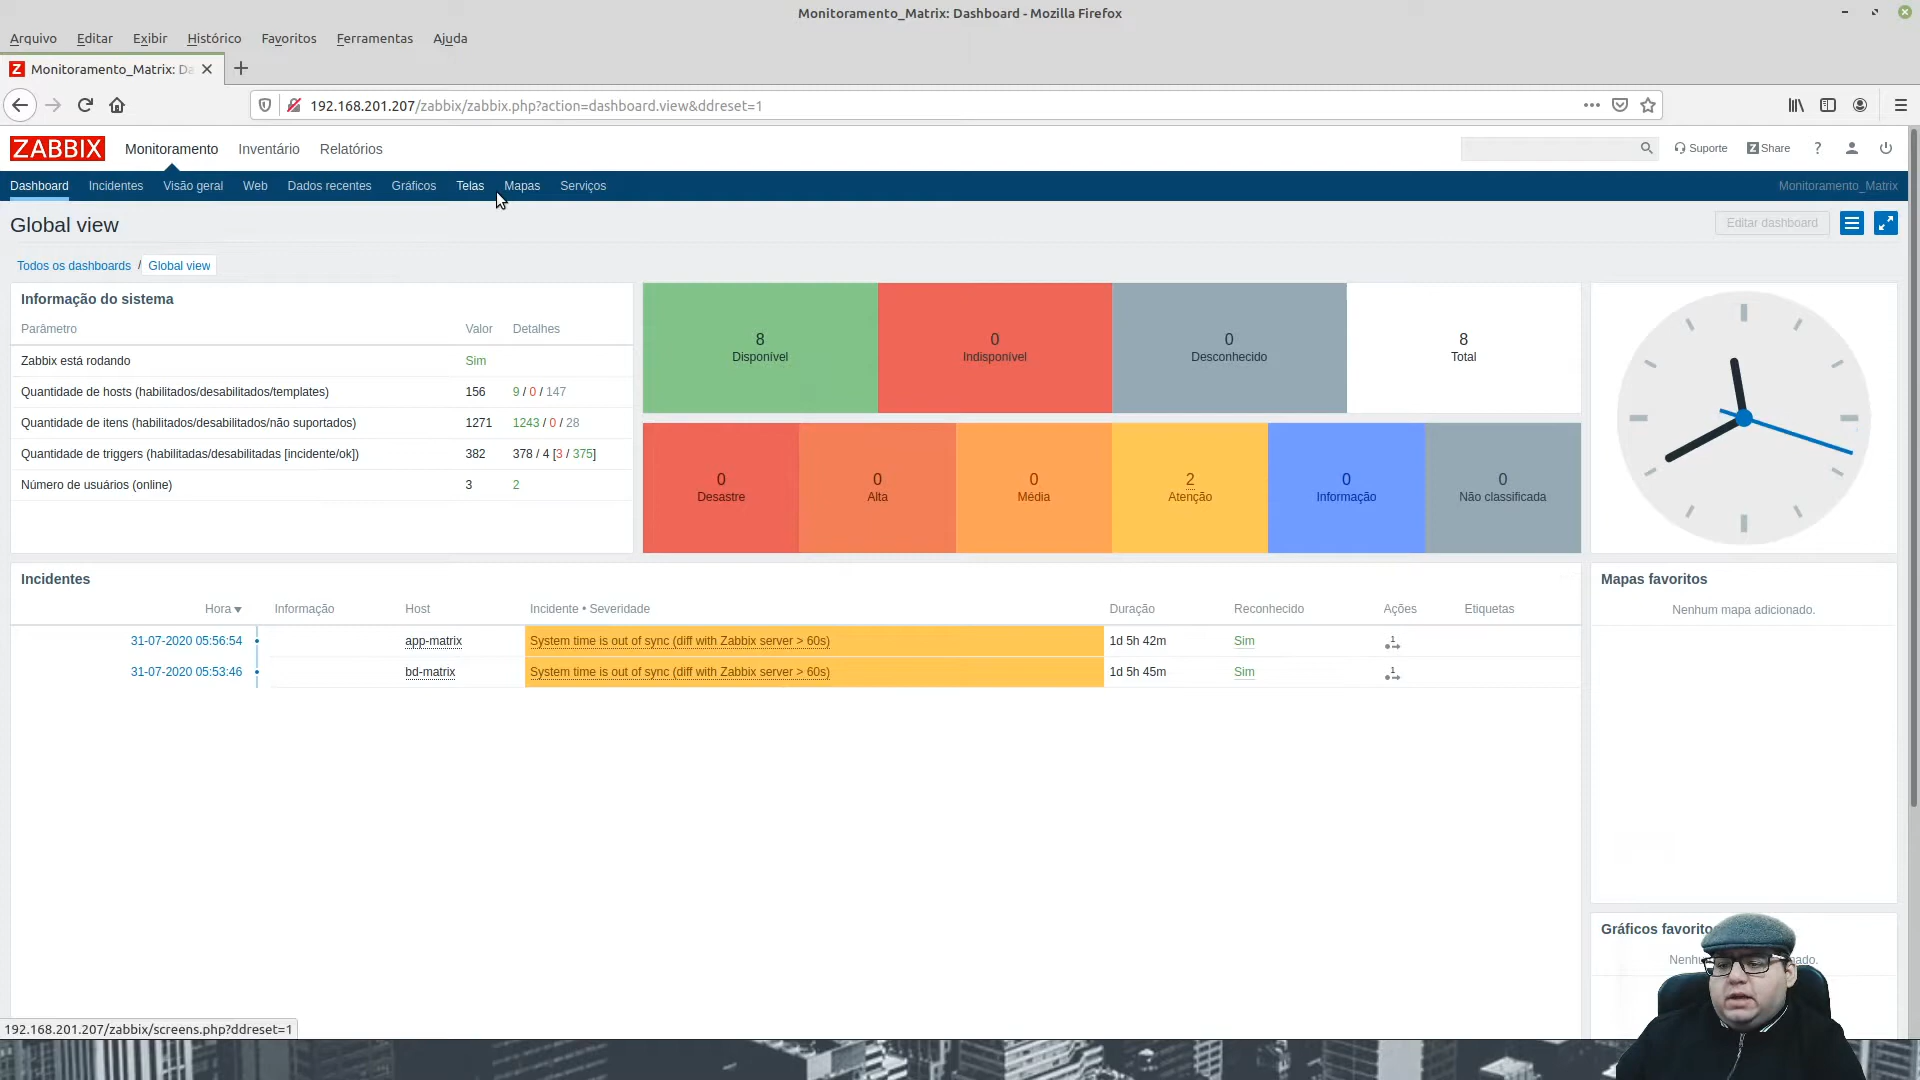 Monitoramento_Matrix: Dashboard - Mozilla Firefox
Arquivo Editar Exibir Histórico Favoritos Ferramentas Ajuda
Z Monitoramento_Matrix: Da
192.168.201.207/zabbix/zabbix.php?action=dashboard.view&ddreset=1
ZABBIX Monitoramento Inventário Relatórios Suporte Z Share ?
Dashboard Incidentes Visão geral Web Dados recentes Gráficos Telas Mapas Serviços Monitoramento_Matrix
Global view Editar dashboard
Todos os dashboards / Global view
Informação do sistema
Parâmetro Valor Detalhes
Zabbix está rodando Sim
Quantidade de hosts (habilitados/desabilitados/templates) 156 9 / 0 / 147
Quantidade de itens (habilitados/desabilitados/não suportados) 1271 1243 / 0 / 28
Quantidade de triggers (habilitadas/desabilitadas [incidente/ok]) 382 378 / 4 [3 / 375]
Número de usuários (online) 3 2
8 0 0 8
Disponível Indisponível Desconhecido Total
0 0 0 2 0 0
Desastre Alta Média Atenção Informação Não classificada
Incidentes
Hora Informação Host Incidente • Severidade Duração Reconhecido Ações Etiquetas
31-07-2020 05:56:54 app-matrix System time is out of sync (diff with Zabbix server > 60s) 1d 5h 42m Sim 1
31-07-2020 05:53:46 bd-matrix System time is out of sync (diff with Zabbix server > 60s) 1d 5h 45m Sim 1
Mapas favoritos
Nenhum mapa adicionado.
Gráficos favorito
192.168.201.207/zabbix/screens.php?ddreset=1